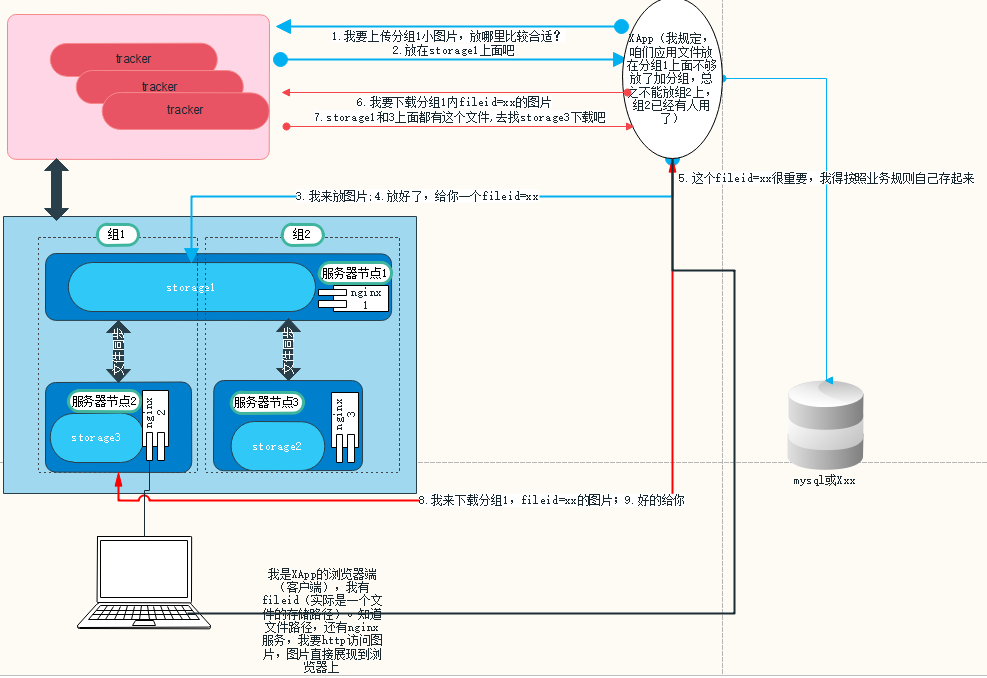 1.我要上传分组1小图片，放哪里比较合适？
2.放在storage1上面吧
tracker
tracker
tracker
6.我要下载分组1内fileid=xx的图片
7.storage1和3上面都有这个文件,去找storage3下载吧
XApp（我规定，
咱们应用文件放
在分组1上面不够
放了加分组，总
之不能放组2上，
组2已经有人用
了）
5.这个fileid=xx很重要，我得按照业务规则自己存起来
3.我来放图片;4.放好了，给你一个fileid=xx
组1
组2
服务器节点1
storage1
nginx
1
文件同步
文件同步
服务器节点2
nginx
2
storage3
服务器节点3
nginx
3
storage2
mysql或Xxx
8.我来下载分组1，fileid=xx的图片；9.好的给你
我是XApp的浏览器端
（客户端），我有
fileid（实际是一个文
件的存储路径）。知道
文件路径，还有nginx
服务，我要http访问图
片，图片直接展现到浏
览器上